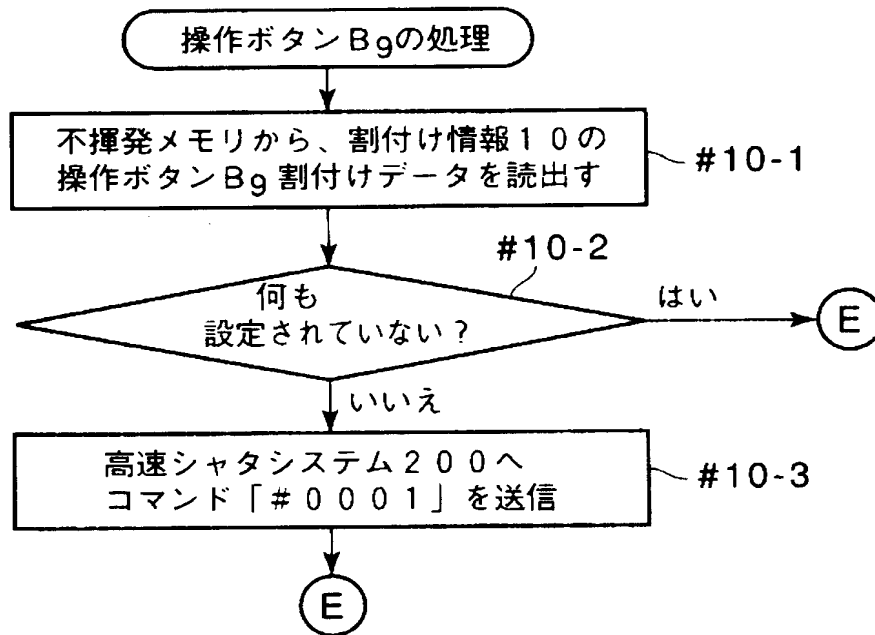 操作ボタンB9の処理
不揮発メモリから、割付け情報10の
操作ボタンB9割付けデータを読出す
#10-1
#10-2
何も
設定されていない?
はい
E
いいえ
高速シャタシステム200へ
コマンド「#0001」を送信
#10-3
E